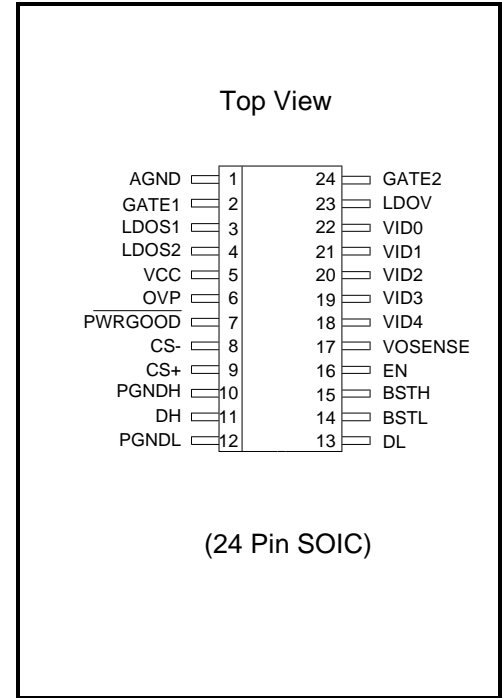 Top View
AGND 1 24 GATE2
GATE1 2 23 LDOV
LDOS1 3 22 VID0
LDOS2 4 21 VID1
VCC 5 20 VID2
OVP 6 19 VID3
PWRGOOD 7 18 VID4
CS- 8 17 VOSENSE
CS+ 9 16 EN
PGNDH 10 15 BSTH
DH 11 14 BSTL
PGNDL 12 13 DL
(24 Pin SOIC)